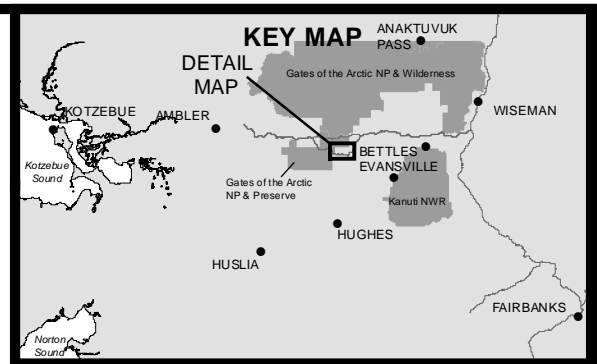 KEY MAP
ANAKTUVUK
PASS
DETAIL
MAP
Gates of the Arctic NP & Wilderness
KOTZEBUE
AMBLER
WISEMAN
Kotzebue
Sound
BETTLES
EVANSVILLE
Gates of the Arctic
NP & Preserve
Kanuti NWR
HUGHES
HUSLIA
FAIRBANKS
Norton
Sound